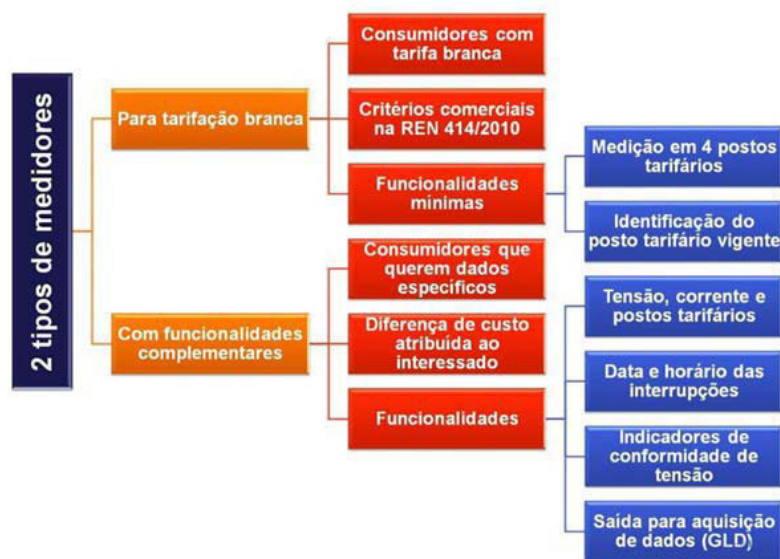 2 tipos de medidores
Para tarifação branca
Consumidores com
tarifa branca
Critérios comerciais
na REN 414/2010
Funcionalidades
mínimas
Medição em 4 postos
tarifários
Identificação do
posto tarifário vigente
Com funcionalidades
complementares
Consumidores que
querem dados
específicos
Diferença de custo
atribuída ao
interessado
Funcionalidades
Tensão, corrente e
postos tarifários
Data e horário das
interrupções
Indicadores de
conformidade de
tensão
Saída para aquisição
de dados (GLD)